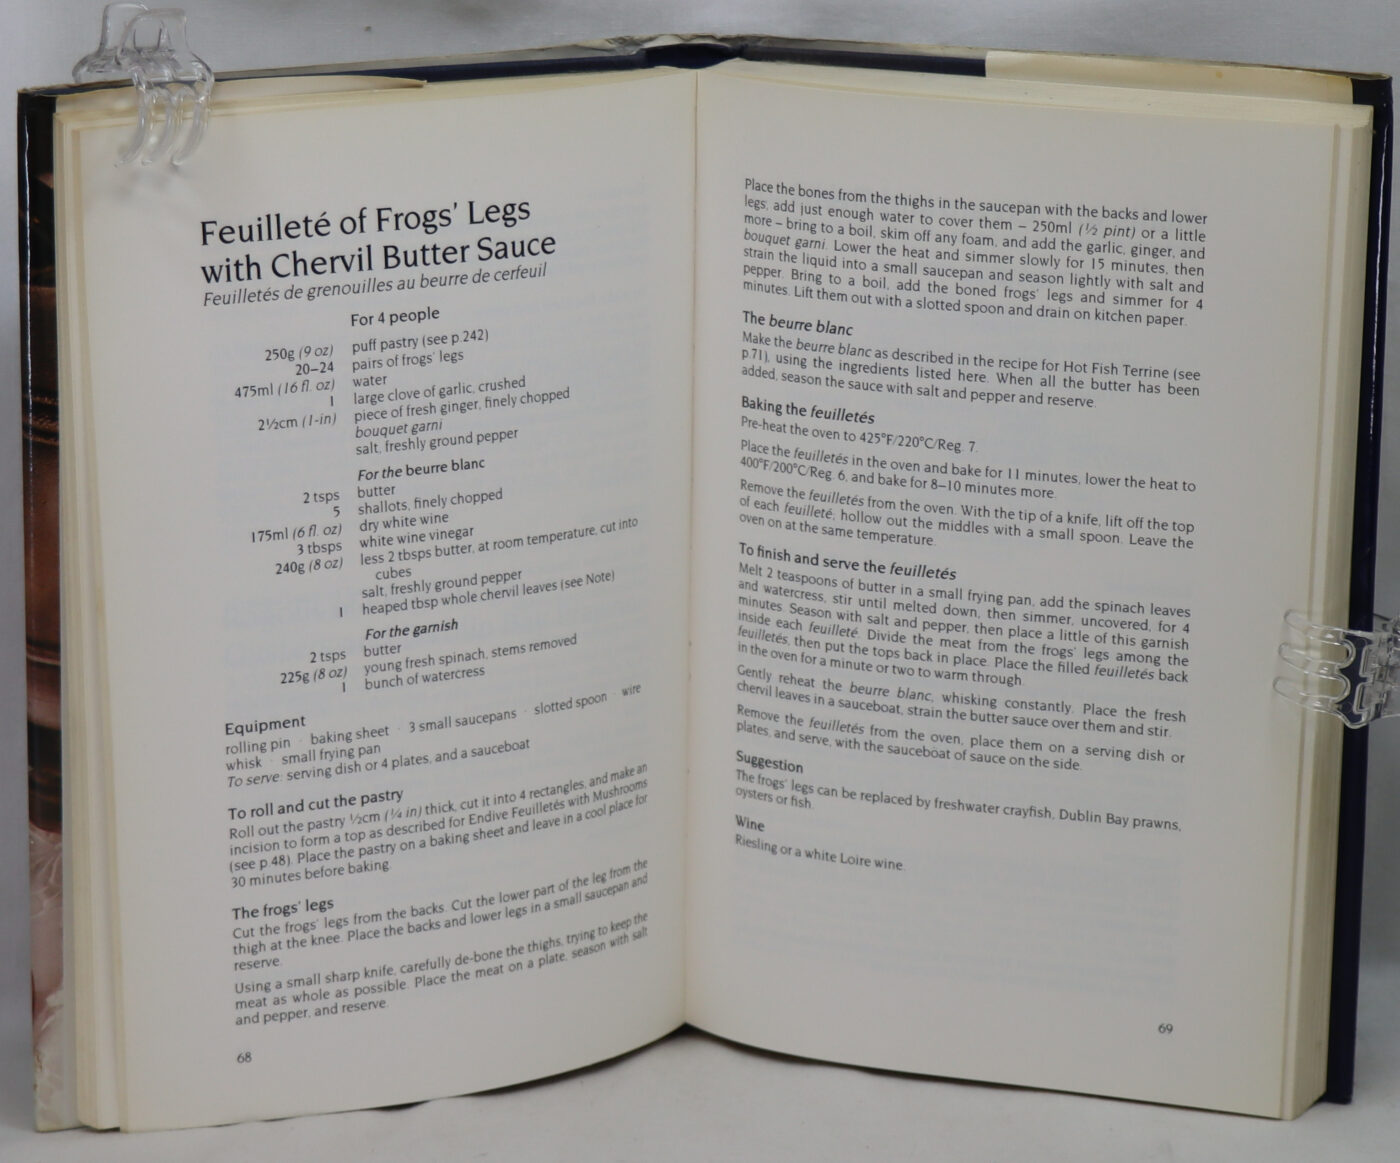 Feuilleté of Frogs' Legs
with Chervil Butter Sauce
Feuilletés de grenouilles au beurre de cerfeuil
For 4 people
250g (9 oz) puff pastry (see p.242)
20–24 pairs of frogs' legs
475ml (16 fl. oz) water
1 large clove of garlic, crushed
2½cm (1-in) piece of fresh ginger, finely chopped
bouquet garni
salt, freshly ground pepper
For the beurre blanc
2 tsps butter
5 shallots, finely chopped
175ml (6 fl. oz) dry white wine
3 tbsps white wine vinegar
240g (8 oz) less 2 tbsps butter, at room temperature, cut into
cubes
salt, freshly ground pepper
1 heaped tbsp whole chervil leaves (see Note)
For the garnish
2 tsps butter
225g (8 oz) young fresh spinach, stems removed
1 bunch of watercress
Equipment
rolling pin · baking sheet · 3 small saucepans · slotted spoon · wire
whisk · small frying pan
To serve: serving dish or 4 plates, and a sauceboat
To roll and cut the pastry
Roll out the pastry ½cm (¼ in) thick, cut it into 4 rectangles, and make an
incision to form a top as described for Endive Feuilletés with Mushrooms
(see p.48). Place the pastry on a baking sheet and leave in a cool place for
30 minutes before baking.
The frogs' legs
Cut the frogs' legs from the backs. Cut the lower part of the leg from the
thigh at the knee. Place the backs and lower legs in a small saucepan and
reserve.
Using a small sharp knife, carefully de-bone the thighs, trying to keep the
meat as whole as possible. Place the meat on a plate, season with salt
and pepper, and reserve.
68
Place the bones from the thighs in the saucepan with the backs and lower
legs; add just enough water to cover them – 250ml (½ pint) or a little
more – bring to a boil, skim off any foam, and add the garlic, ginger, and
bouquet garni. Lower the heat and simmer slowly for 15 minutes, then
strain the liquid into a small saucepan and season lightly with salt and
pepper. Bring to a boil, add the boned frogs' legs and simmer for 4
minutes. Lift them out with a slotted spoon and drain on kitchen paper.
The beurre blanc
Make the beurre blanc as described in the recipe for Hot Fish Terrine (see
p.71), using the ingredients listed here. When all the butter has been
added, season the sauce with salt and pepper and reserve.
Baking the feuilletés
Pre-heat the oven to 425°F/220°C/Reg. 7.
Place the feuilletés in the oven and bake for 11 minutes, lower the heat to
400°F/200°C/Reg. 6, and bake for 8–10 minutes more.
Remove the feuilletés from the oven. With the tip of a knife, lift off the top
of each feuilleté; hollow out the middles with a small spoon. Leave the
oven on at the same temperature.
To finish and serve the feuilletés
Melt 2 teaspoons of butter in a small frying pan, add the spinach leaves
and watercress, stir until melted down, then simmer, uncovered, for 4
minutes. Season with salt and pepper, then place a little of this garnish
inside each feuilleté. Divide the meat from the frogs' legs among the
feuilletés, then put the tops back in place. Place the filled feuilletés back
in the oven for a minute or two to warm through.
Gently reheat the beurre blanc, whisking constantly. Place the fresh
chervil leaves in a sauceboat, strain the butter sauce over them and stir.
Remove the feuilletés from the oven, place them on a serving dish or
plates, and serve, with the sauceboat of sauce on the side.
Suggestion
The frogs' legs can be replaced by freshwater crayfish, Dublin Bay prawns,
oysters or fish.
Wine
Riesling or a white Loire wine.
69